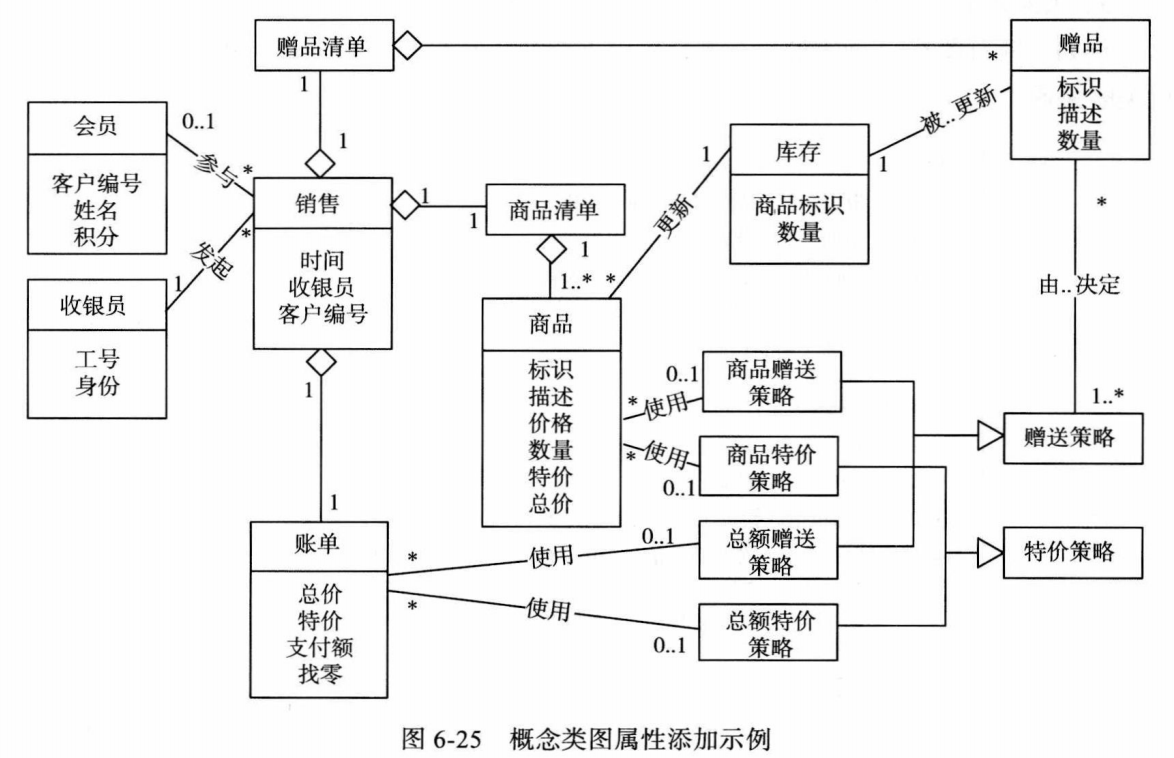 赠品清单
1
1
*
赠品
标识
描述
数量
会员
客户编号
姓名
积分
0..1
参与
*
销售
时间
收银员
客户编号
1
1
商品清单
1
1..*
*
更新
1
库存
商品标识
数量
1
被..更新
*
由..决定
1..*
赠送策略
收银员
工号
身份
1
发起
*
商品
标识
描述
价格
数量
特价
总价
*
使用
0..1
商品赠送
策略
*
使用
0..1
商品特价
策略
特价策略
1
1
账单
总价
特价
支付额
找零
*
使用
0..1
总额赠送
策略
*
使用
0..1
总额特价
策略
图 6-25 概念类图属性添加示例